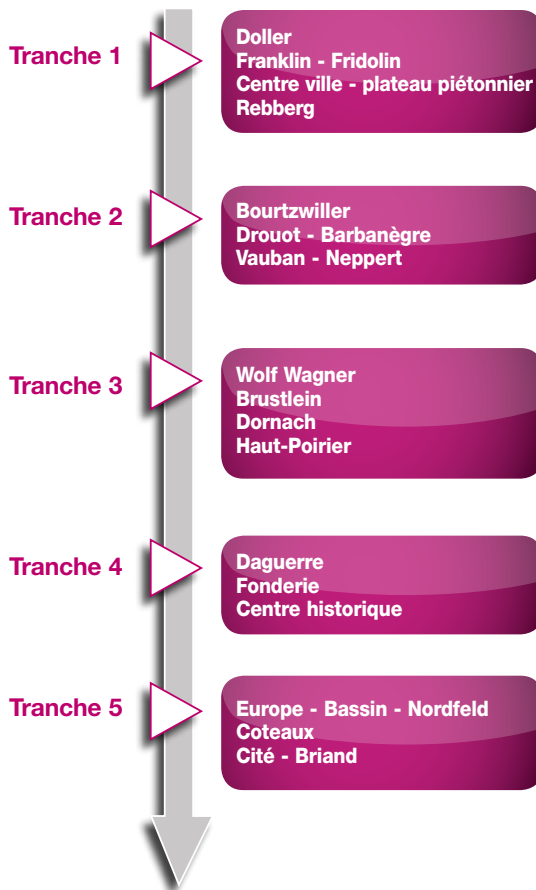 Tranche 1
Doller
Franklin - Fridolin
Centre ville - plateau piétonnier
Rebberg
Tranche 2
Bourtzwiller
Drouot - Barbanègre
Vauban - Neppert
Tranche 3
Wolf Wagner
Brustlein
Dornach
Haut-Poirier
Tranche 4
Daguerre
Fonderie
Centre historique
Tranche 5
Europe - Bassin - Nordfeld
Coteaux
Cité - Briand